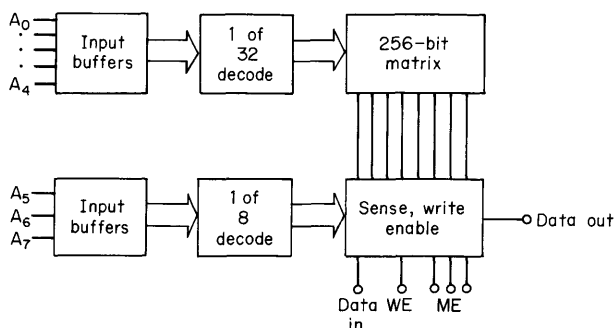 A0
A4
Input
buffers
1 of
32
decode
256-bit
matrix
A5
A6
A7
Input
buffers
1 of
8
decode
Sense, write
enable
Data out
Data WE ME
in